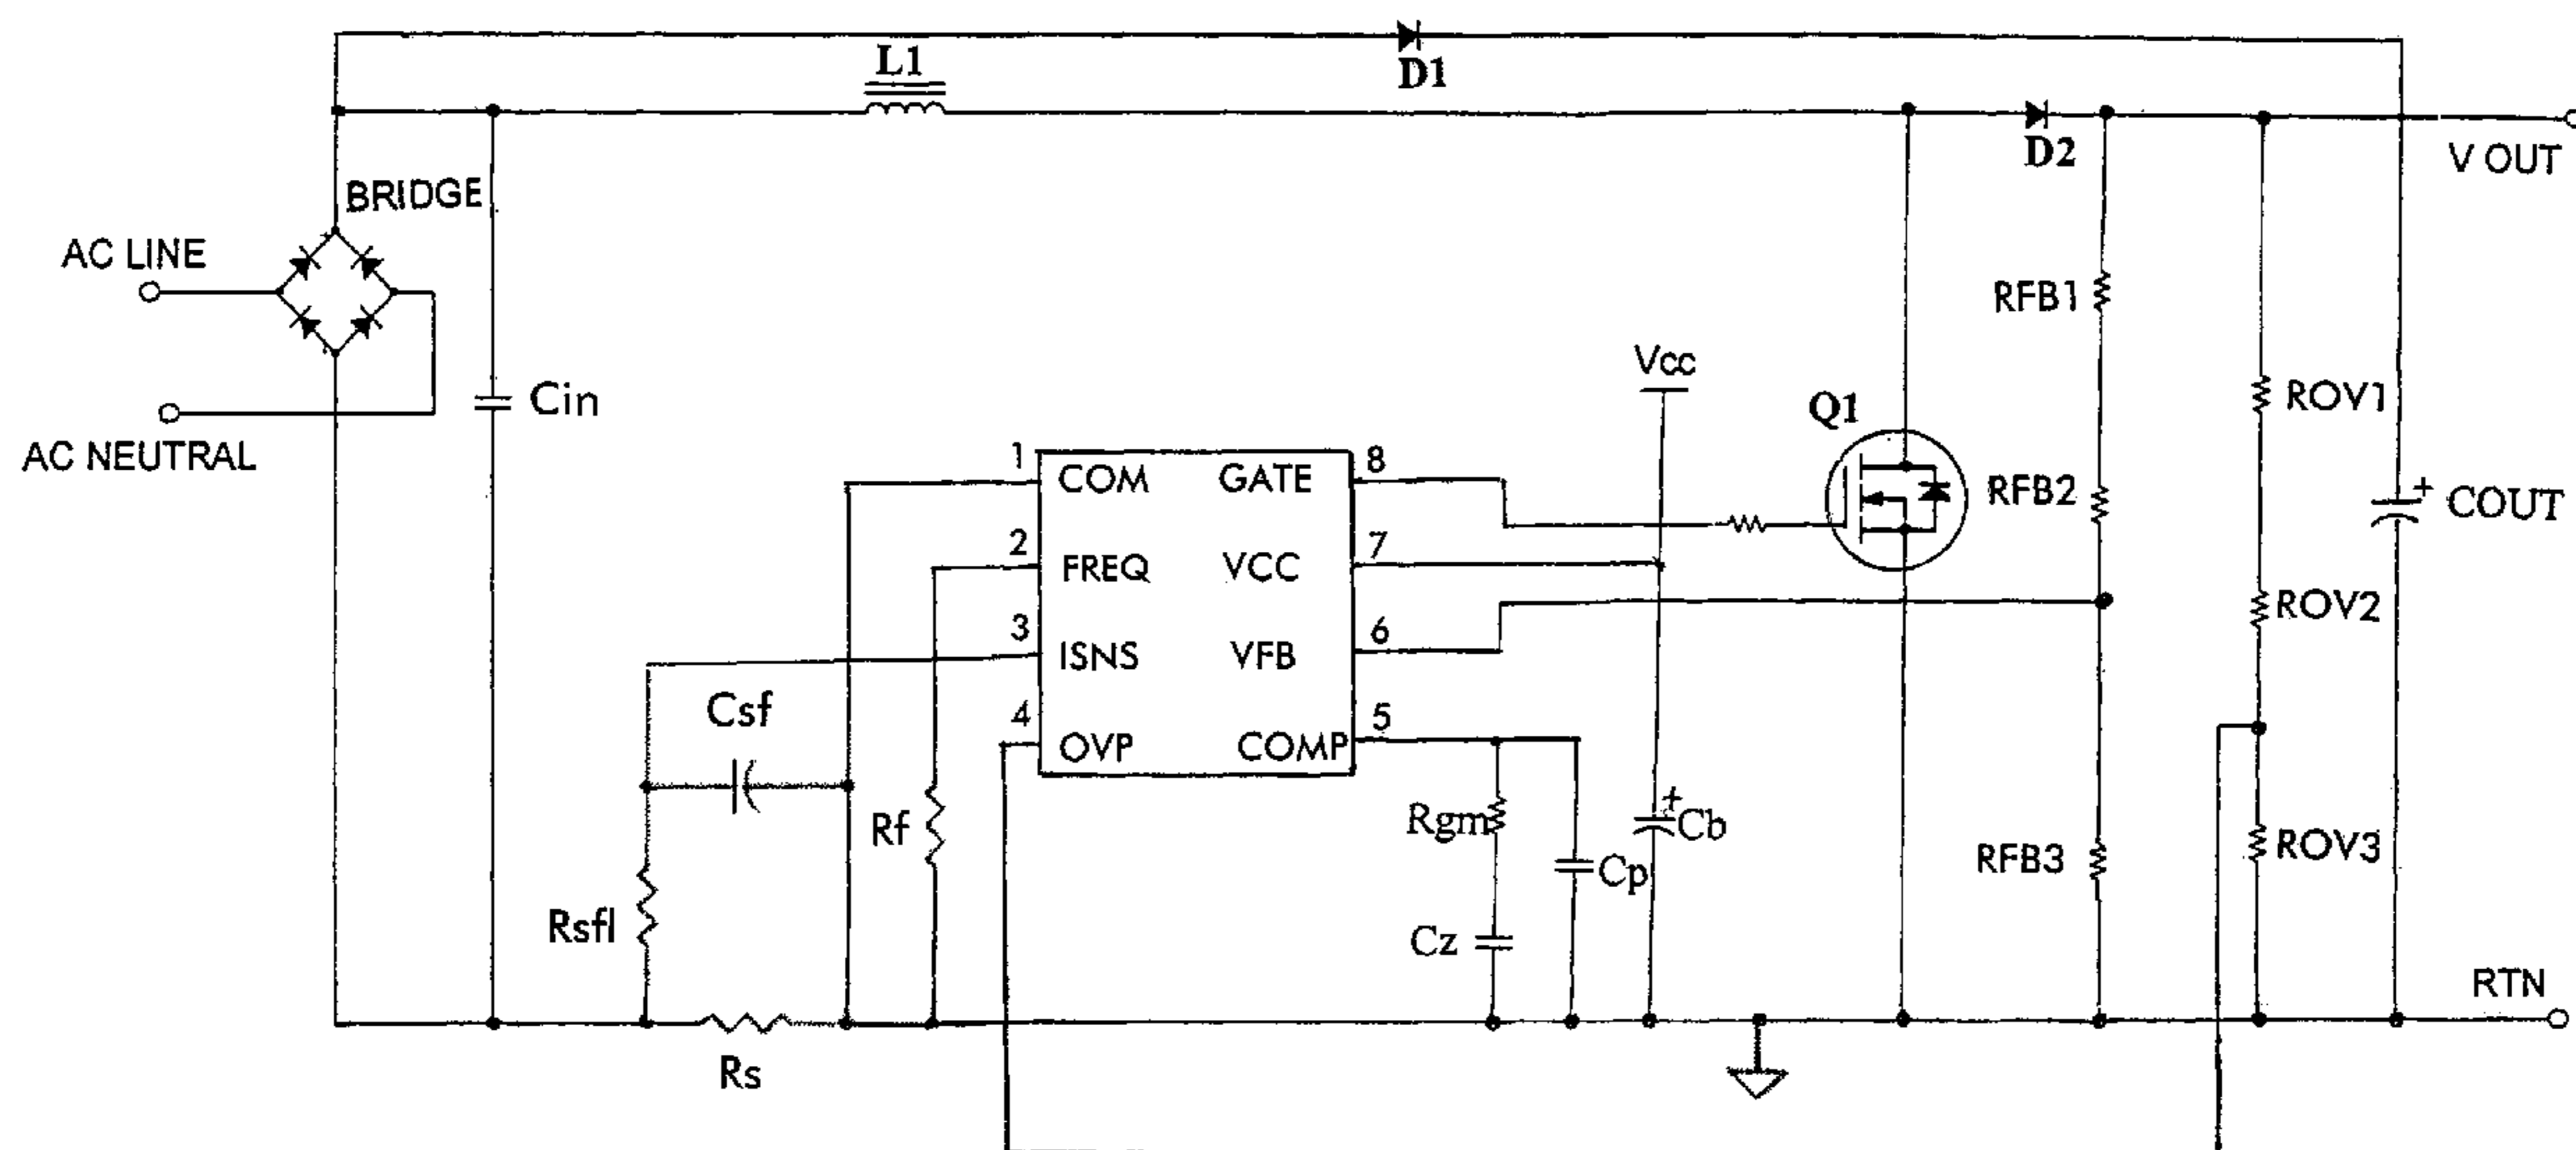 L1
D1
D2
V OUT
BRIDGE
AC LINE
AC NEUTRAL
Cin
RFB1
Vcc
Q1
ROV1
1 COM GATE 8
RFB2
+ COUT
2 FREQ VCC 7
ROV2
3 ISNS VFB 6
Csf
4 OVP COMP 5
Rf
Rgm
+ Cb
ROV3
RFB3
Cp
Rsfl
Cz
RTN
Rs